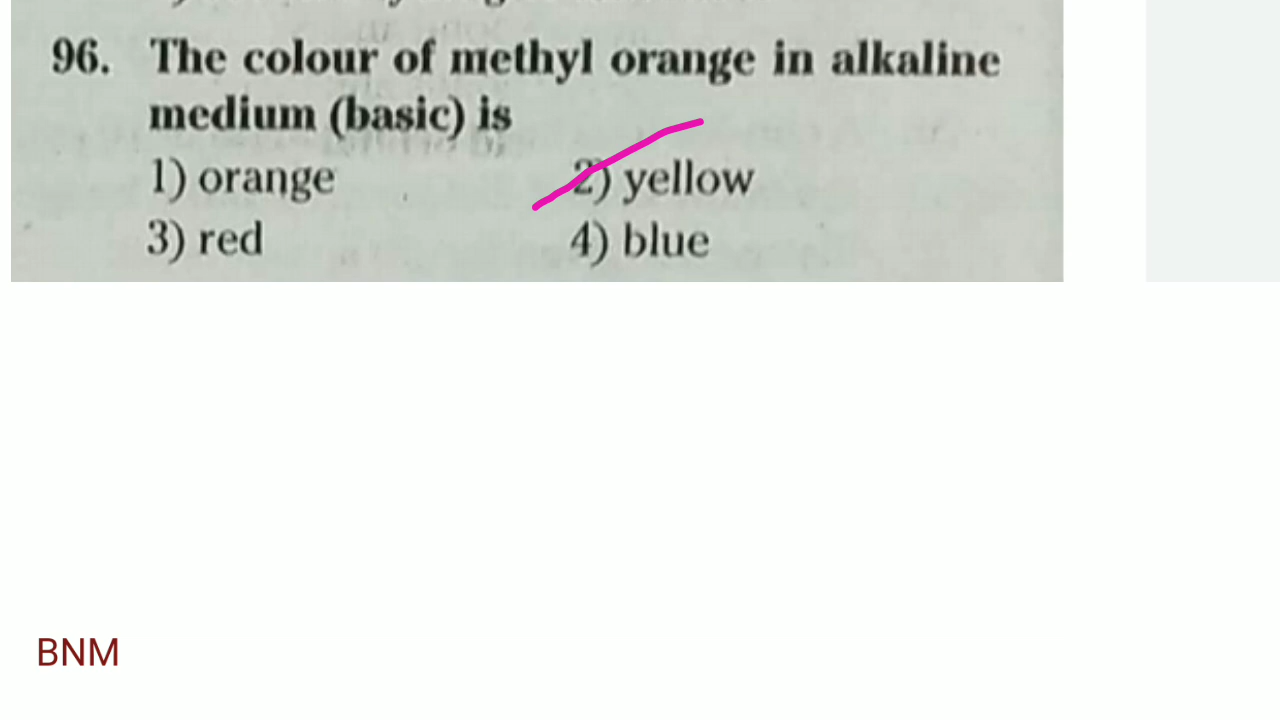 96. The colour of methyl orange in alkaline
medium (basic) is
1) orange 2) yellow
3) red 4) blue
BNM